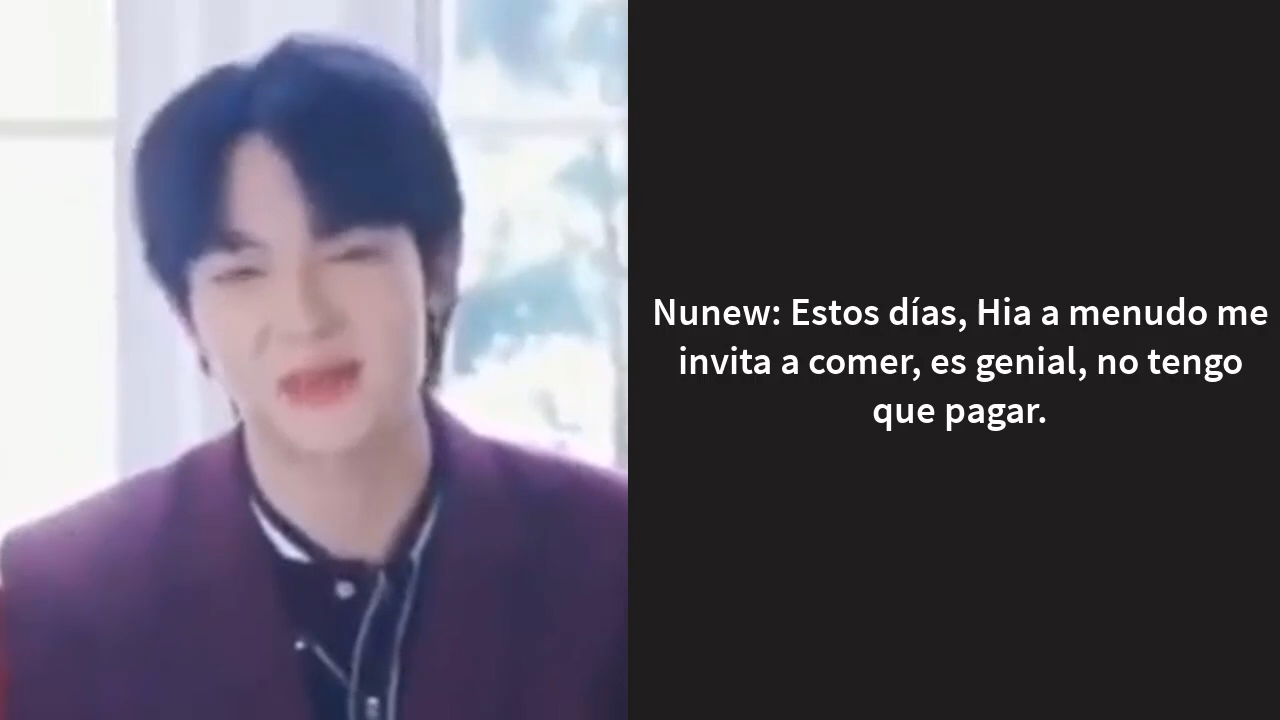 Nunew: Estos días, Hia a menudo me
invita a comer, es genial, no tengo
que pagar.